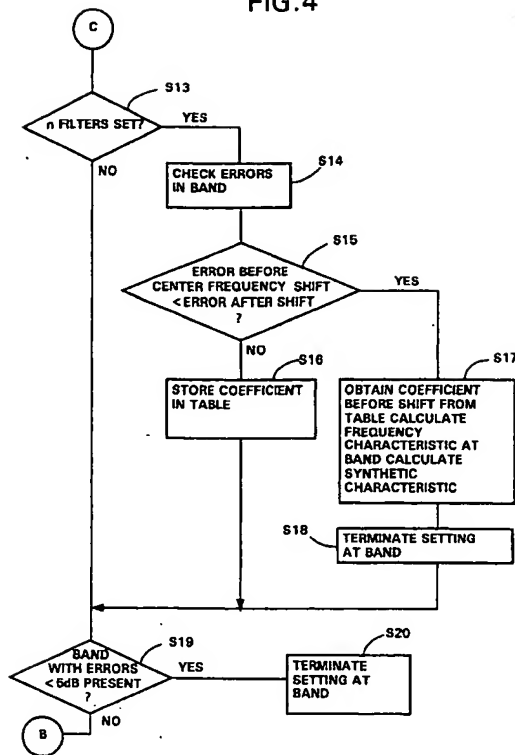 FIG.4
C
S13
n FILTERS SET?
YES
NO
S14
CHECK ERRORS
IN BAND
S15
ERROR BEFORE
CENTER FREQUENCY SHIFT
< ERROR AFTER SHIFT
?
YES
NO
S16
STORE COEFFICIENT
IN TABLE
S17
OBTAIN COEFFICIENT
BEFORE SHIFT FROM
TABLE CALCULATE
FREQUENCY
CHARACTERISTIC AT
BAND CALCULATE
SYNTHETIC
CHARACTERISTIC
S18
TERMINATE SETTING
AT BAND
S19
BAND
WITH ERRORS
< 5dB PRESENT
?
YES
NO
S20
TERMINATE
SETTING AT
BAND
B